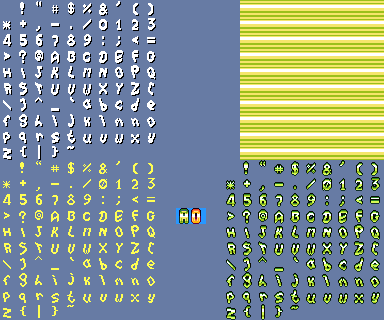 ! " # $ % & ' ( )
* + , - . / 0 1 2 3
4 5 6 7 8 9 : ; < =
> ? @ A B C D E F G
H I J K L M N O P Q
R S T U V W X Y Z [
\ ] ^ _ ` a b c d e
f g h i j k l m n o
p q r s t u v w x y
z { | } ~
! " # $ % & ' ( )
* + , - . / 0 1 2 3
4 5 6 7 8 9 : ; < =
> ? @ A B C D E F G
H I J K L M N O P Q
R S T U V W X Y Z [
\ ] ^ _ ` a b c d e
f g h i j k l m n o
p q r s t u v w x y
z { | } ~
A
! " # $ % & ' ( )
* + , - . / 0 1 2 3
4 5 6 7 8 9 : ; < =
> ? @ A B C D E F G
H I J K L M N O P Q
R S T U V W X Y Z [
\ ] ^ _ ` a b c d e
f g h i j k l m n o
p q r s t u v w x y
z { | } ~